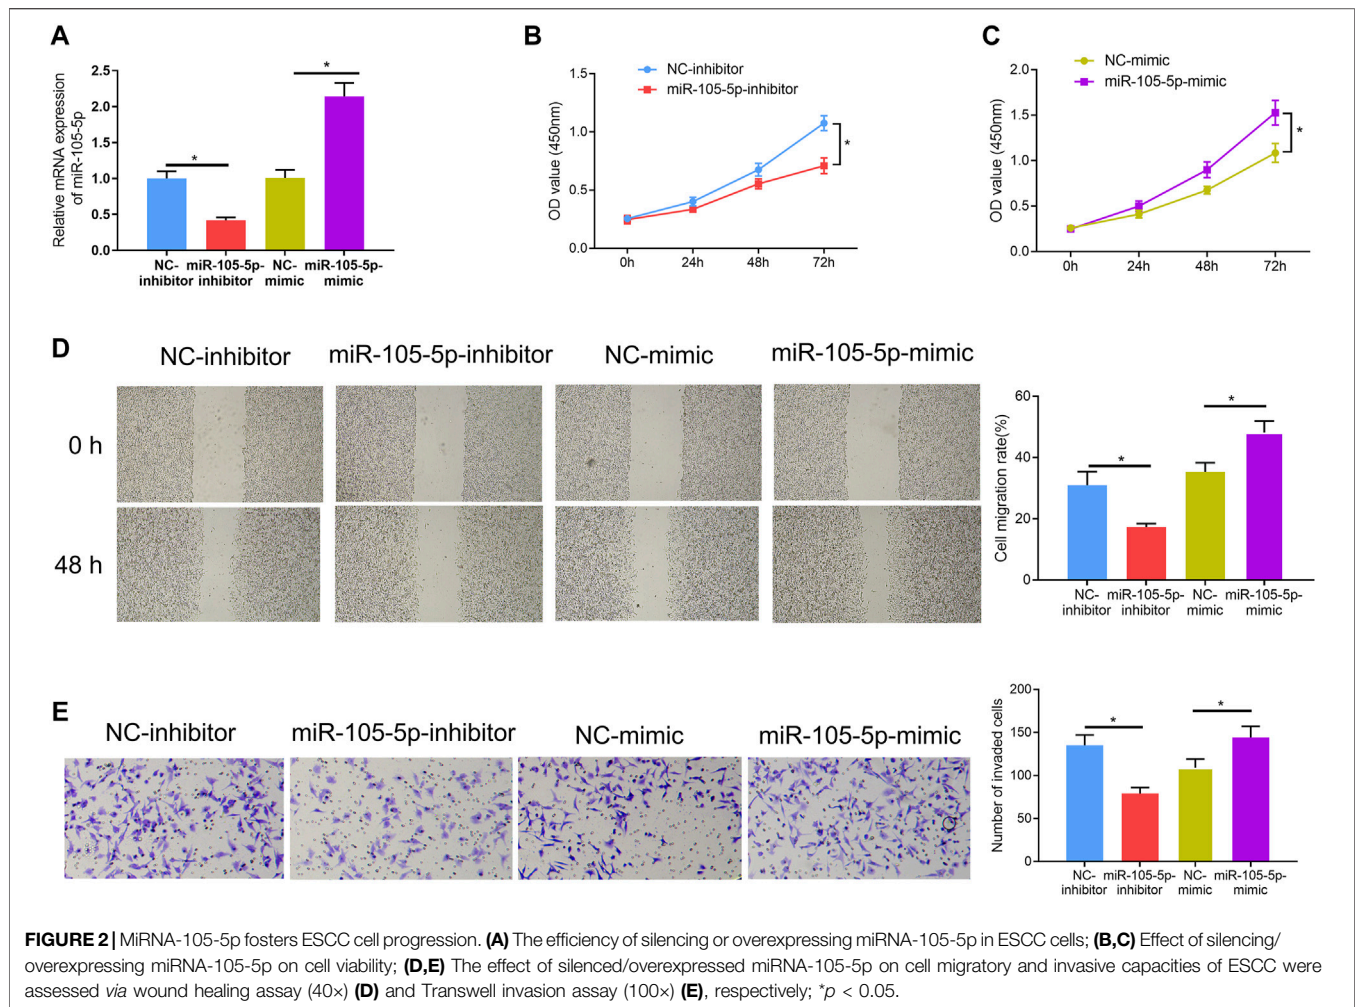 A
Relative mRNA expression
of miR-105-5p
2.5
2.0
1.5
1.0
0.5
0.0
*
*
NC-
inhibitor
miR-105-5p-
inhibitor
NC-
mimic
miR-105-5p-
mimic
B
NC-inhibitor
miR-105-5p-inhibitor
OD value (450nm)
1.5
1.0
0.5
0.0
*
0h 24h 48h 72h
C
NC-mimic
miR-105-5p-mimic
OD value (450nm)
2.0
1.5
1.0
0.5
0.0
*
0h 24h 48h 72h
D
NC-inhibitor miR-105-5p-inhibitor NC-mimic miR-105-5p-mimic
0 h
48 h
Cell migration rate(%)
60
40
20
0
*
*
NC-
inhibitor
miR-105-5p-
inhibitor
NC-
mimic
miR-105-5p-
mimic
E
NC-inhibitor miR-105-5p-inhibitor NC-mimic miR-105-5p-mimic
Number of invaded cells
200
150
100
50
0
*
*
NC-
inhibitor
miR-105-5p-
inhibitor
NC-
mimic
miR-105-5p-
mimic
FIGURE 2 | MiRNA-105-5p fosters ESCC cell progression. (A) The efficiency of silencing or overexpressing miRNA-105-5p in ESCC cells; (B,C) Effect of silencing/
overexpressing miRNA-105-5p on cell viability; (D,E) The effect of silenced/overexpressed miRNA-105-5p on cell migratory and invasive capacities of ESCC were
assessed via wound healing assay (40×) (D) and Transwell invasion assay (100×) (E), respectively; *p < 0.05.